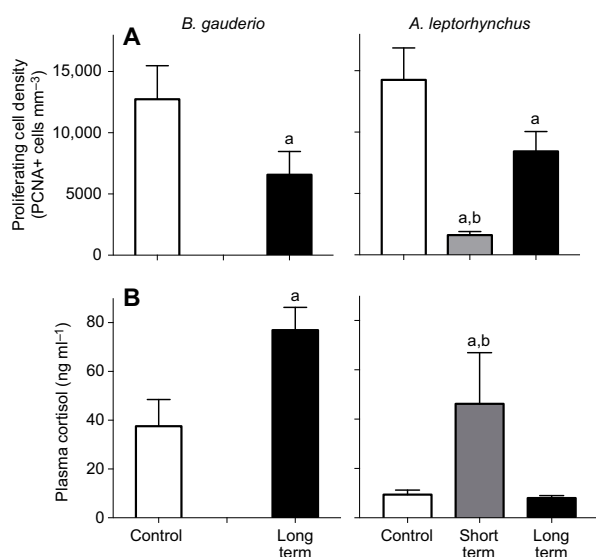 B. gauderio
A. leptorhynchus
A
Proliferating cell density
(PCNA+ cells mm–3)
15,000
10,000
5000
0
a
a,b
a
B
Plasma cortisol (ng ml–1)
80
60
40
20
0
a
a,b
Control
Long
term
Control
Short
term
Long
term